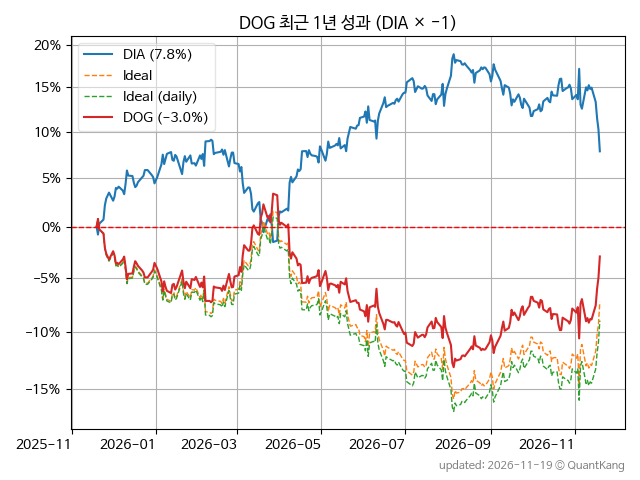 DOG 최근 1년 성과 (DIA × −1)
DIA (7.8%)
Ideal
Ideal (daily)
DOG (−3.0%)
20%
15%
10%
5%
0%
−5%
−10%
−15%
2025−11 2026−01 2026−03 2026−05 2026−07 2026−09 2026−11
updated: 2026−11−19 © QuantKang